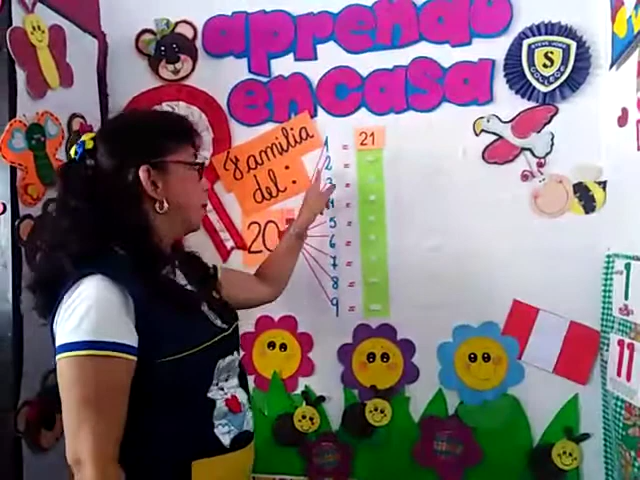 aprendo
en casa
STEVE JOBS
S
COLLEGE
Familia
del :
20
1 = 21
2 =
3 =
4 =
5 =
6 =
7 =
8 =
9 =
1
11